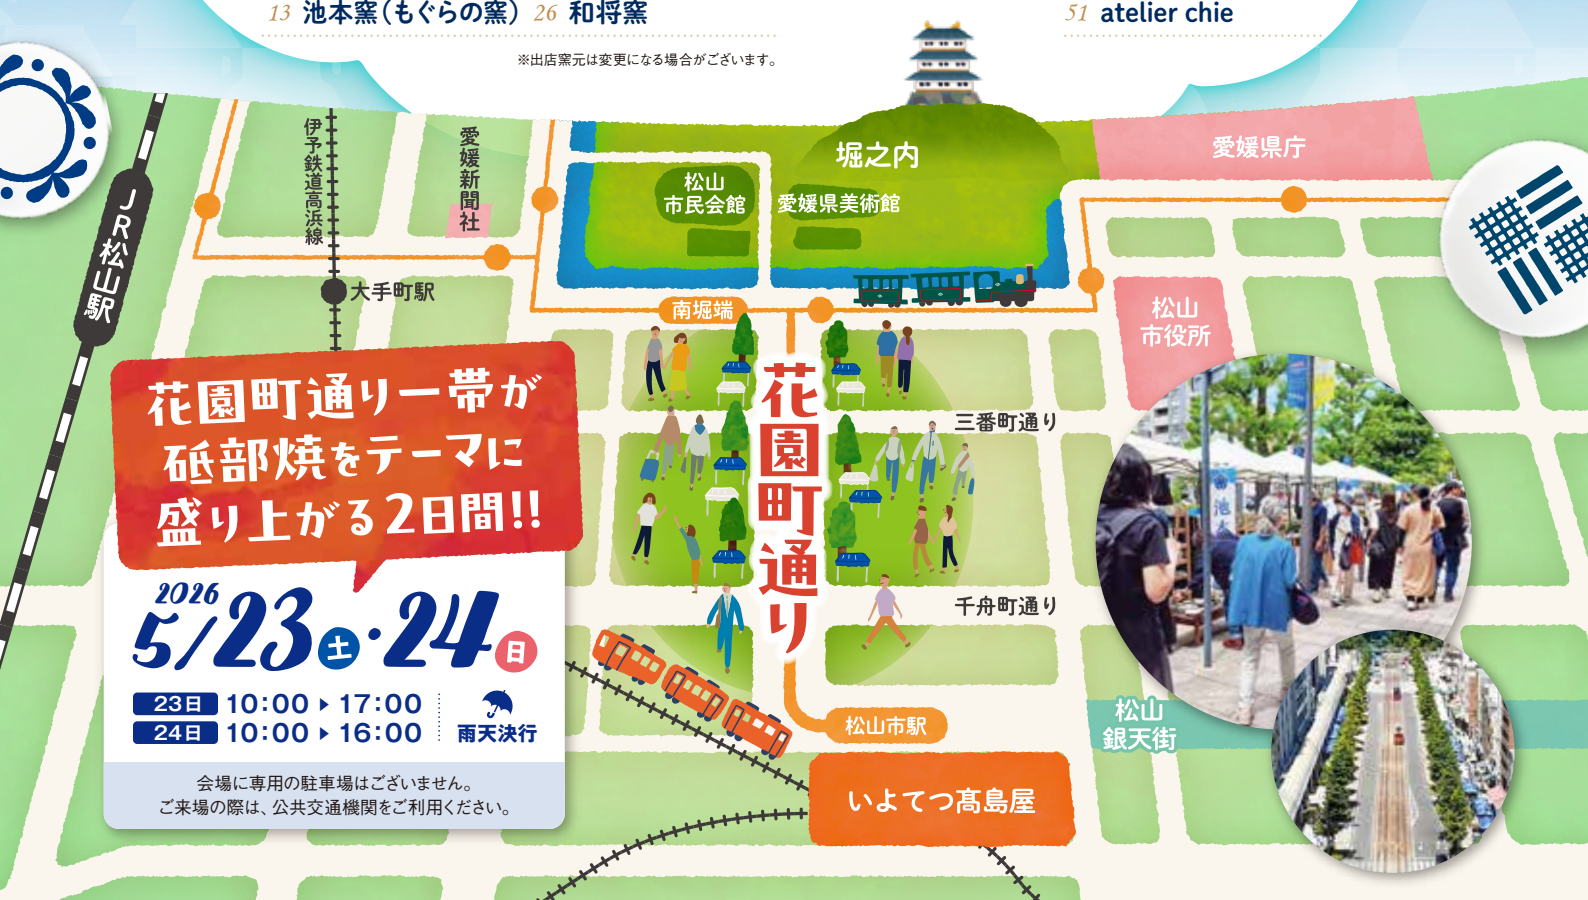 13 池本窯(もぐらの窯) 26 和将窯
51 atelier chie
※出店窯元は変更になる場合がございます。
伊予鉄道高浜線
愛媛新聞社
堀之内
愛媛県庁
松山
市民会館
愛媛県美術館
JR松山駅
大手町駅
南堀端
松山
市役所
花園町通り一帯が
砥部焼をテーマに
盛り上がる2日間!!
花園町通り
三番町通り
千舟町通り
2026
5/23土・24日
23日 10:00 ▶ 17:00
24日 10:00 ▶ 16:00
雨天決行
会場に専用の駐車場はございません。
ご来場の際は、公共交通機関をご利用ください。
松山市駅
いよてつ髙島屋
松山
銀天街